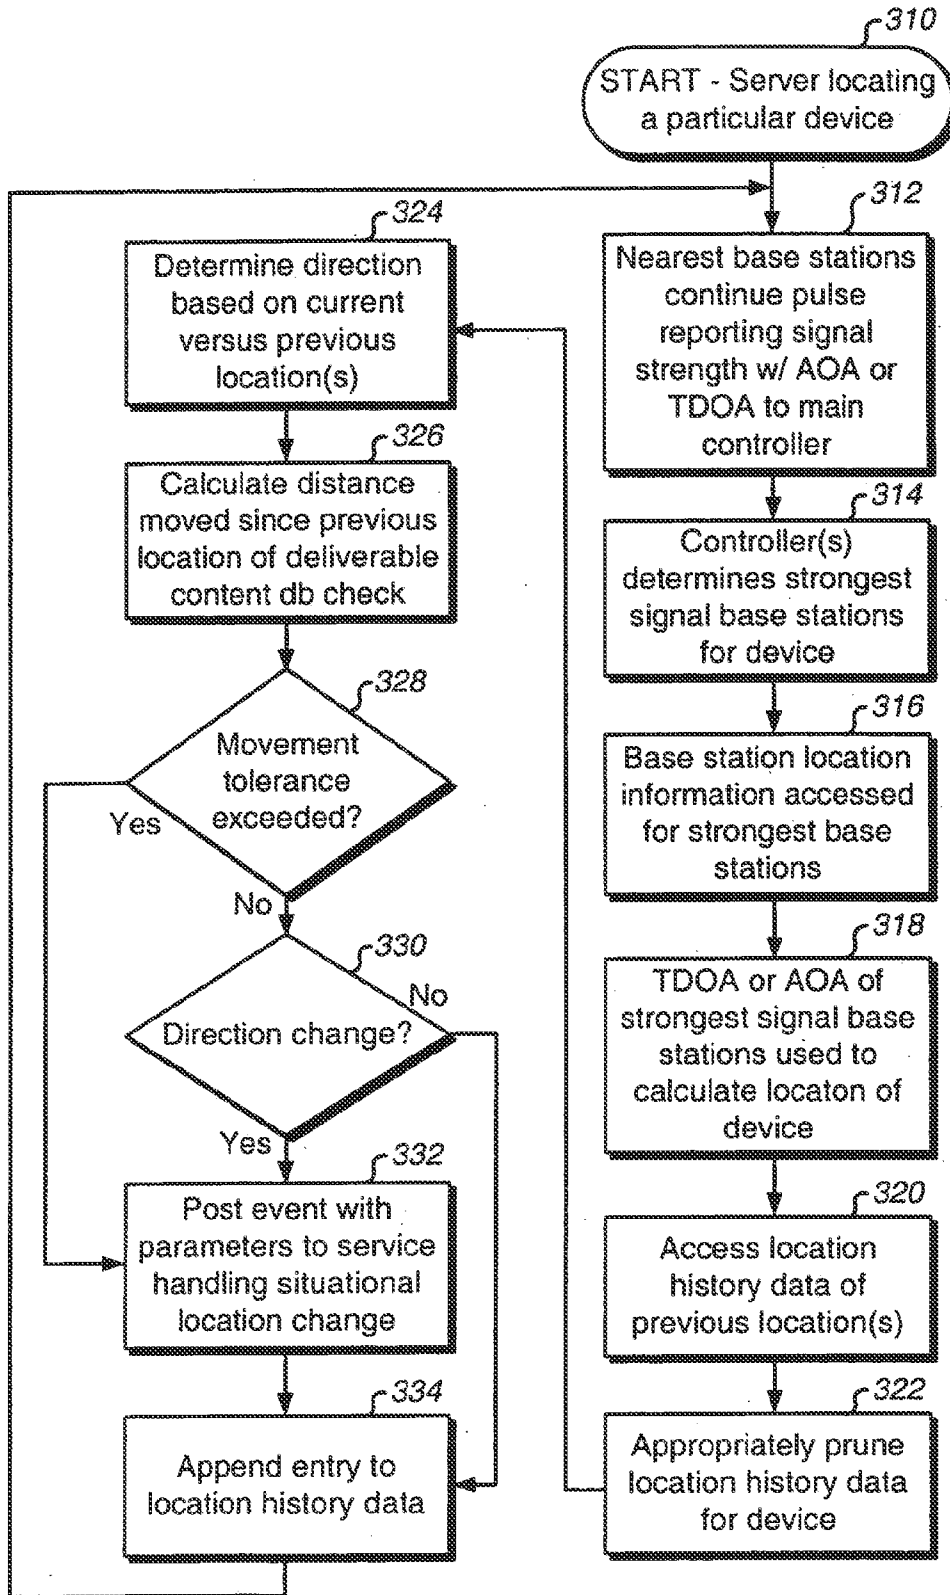 310
START - Server locating
a particular device
312
Nearest base stations
continue pulse
reporting signal
strength w/ AOA or
TDOA to main
controller
314
Controller(s)
determines strongest
signal base stations
for device
316
Base station location
information accessed
for strongest base
stations
318
TDOA or AOA of
strongest signal base
stations used to
calculate locaton of
device
320
Access location
history data of
previous location(s)
322
Appropriately prune
location history data
for device
324
Determine direction
based on current
versus previous
location(s)
326
Calculate distance
moved since previous
location of deliverable
content db check
328
Movement
tolerance
exceeded?
Yes
No
330
No
Direction change?
Yes
332
Post event with
parameters to service
handling situational
location change
334
Append entry to
location history data